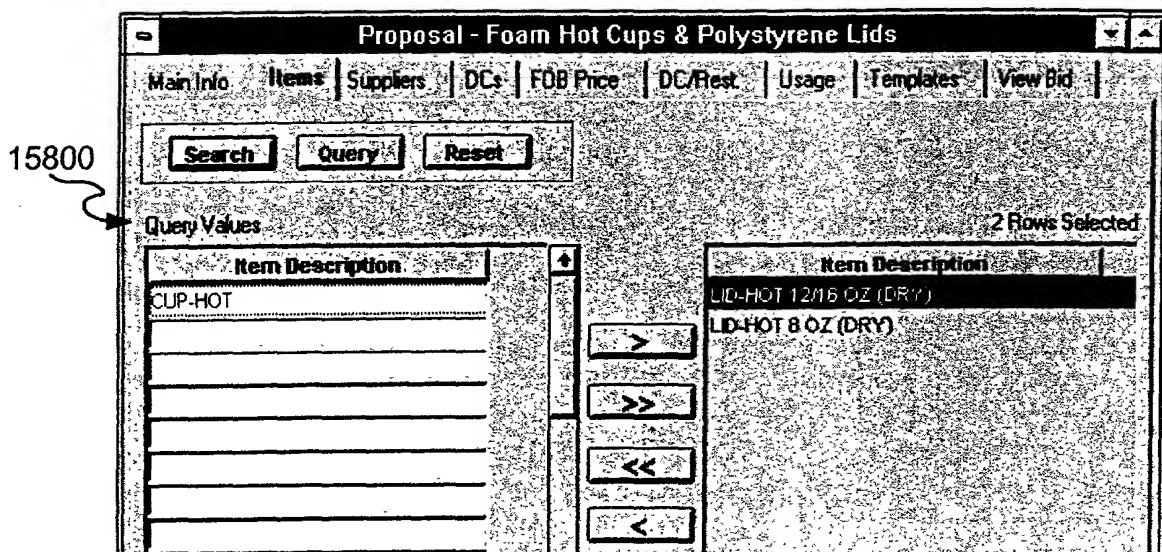 Proposal - Foam Hot Cups & Polystyrene Lids
Main Info Items Suppliers DCs FOB Price DC/Rest. Usage Templates View Bid
Search Query Reset
15800
Query Values 2 Rows Selected
Item Description Item Description
CUP-HOT LID-HOT 12/16 OZ (DRY)
LID-HOT 8 OZ (DRY)
>
>>
<<
<